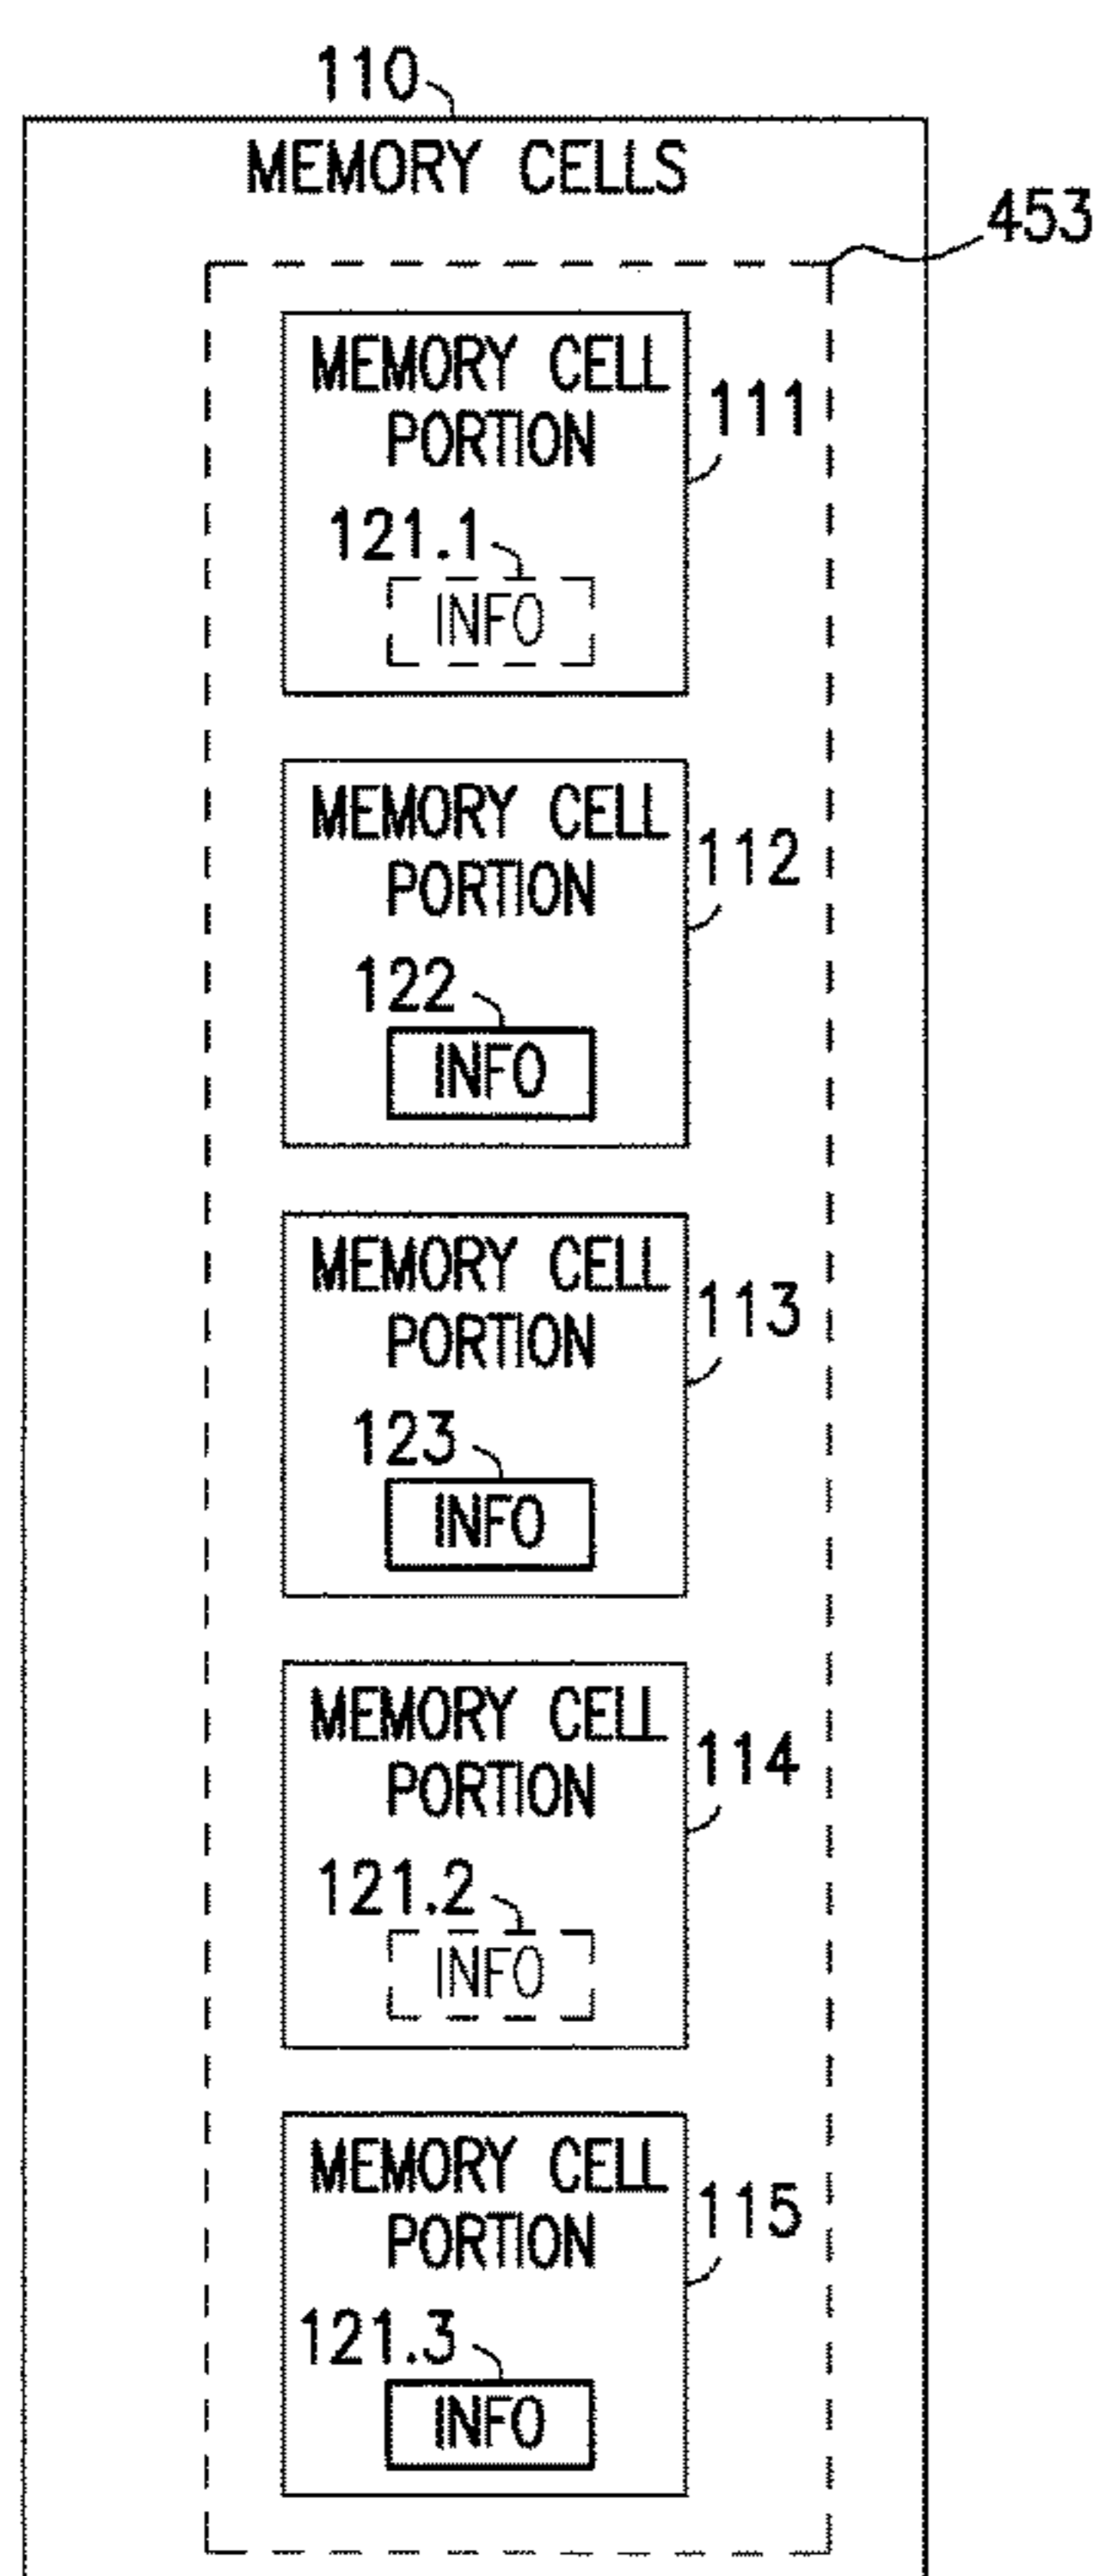 110
MEMORY CELLS
453
MEMORY CELL
PORTION
111
121.1
INFO
MEMORY CELL
PORTION
112
122
INFO
MEMORY CELL
PORTION
113
123
INFO
MEMORY CELL
PORTION
114
121.2
INFO
MEMORY CELL
PORTION
115
121.3
INFO